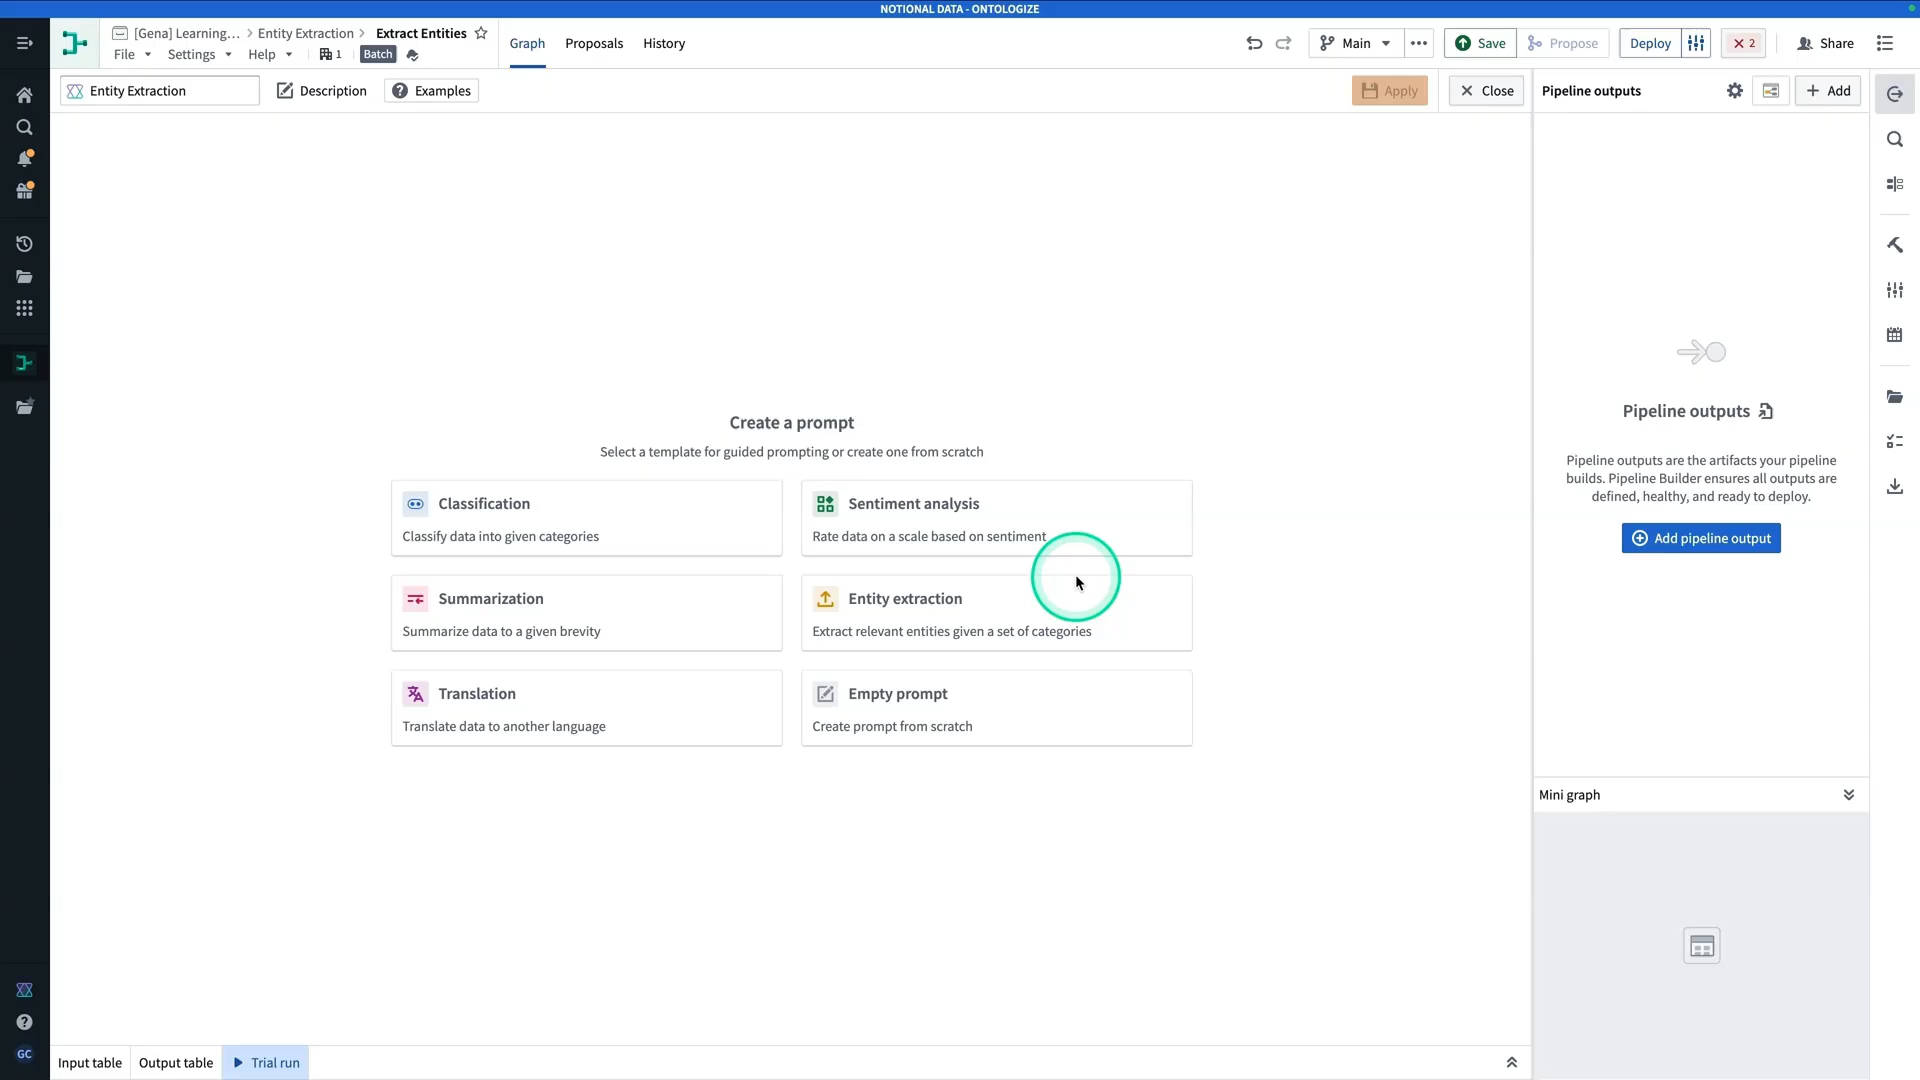 NOTIONAL DATA - ONTOLOGIZE
[Gena] Learning... > Entity Extraction > Extract Entities
File Settings Help 1 Batch
Graph Proposals History
Main
Save
Propose
Deploy
2
Share
Entity Extraction
Description
Examples
Apply
Close
Pipeline outputs
Add
Create a prompt
Select a template for guided prompting or create one from scratch
Classification
Classify data into given categories
Sentiment analysis
Rate data on a scale based on sentiment
Summarization
Summarize data to a given brevity
Entity extraction
Extract relevant entities given a set of categories
Translation
Translate data to another language
Empty prompt
Create prompt from scratch
Pipeline outputs
Pipeline outputs are the artifacts your pipeline
builds. Pipeline Builder ensures all outputs are
defined, healthy, and ready to deploy.
Add pipeline output
Mini graph
GC
Input table
Output table
Trial run